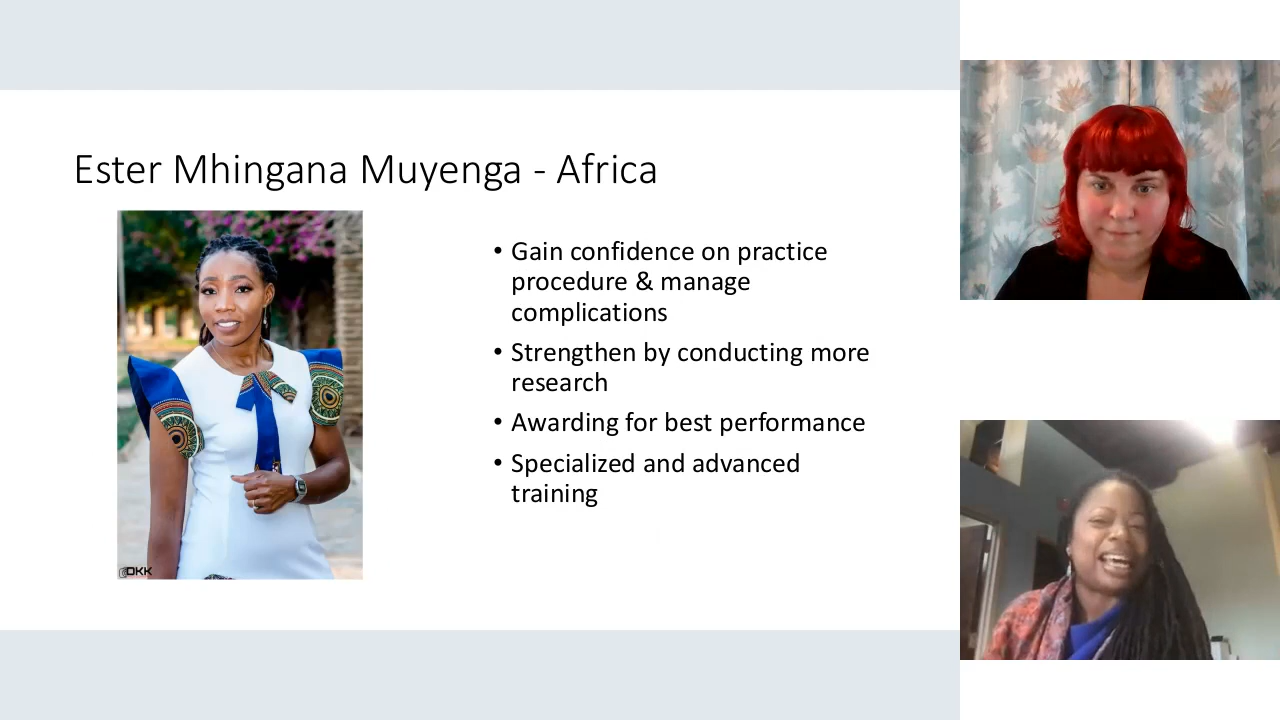 Ester Mhingana Muyenga - Africa
• Gain confidence on practice
procedure & manage
complications
• Strengthen by conducting more
research
• Awarding for best performance
• Specialized and advanced
training
DKK